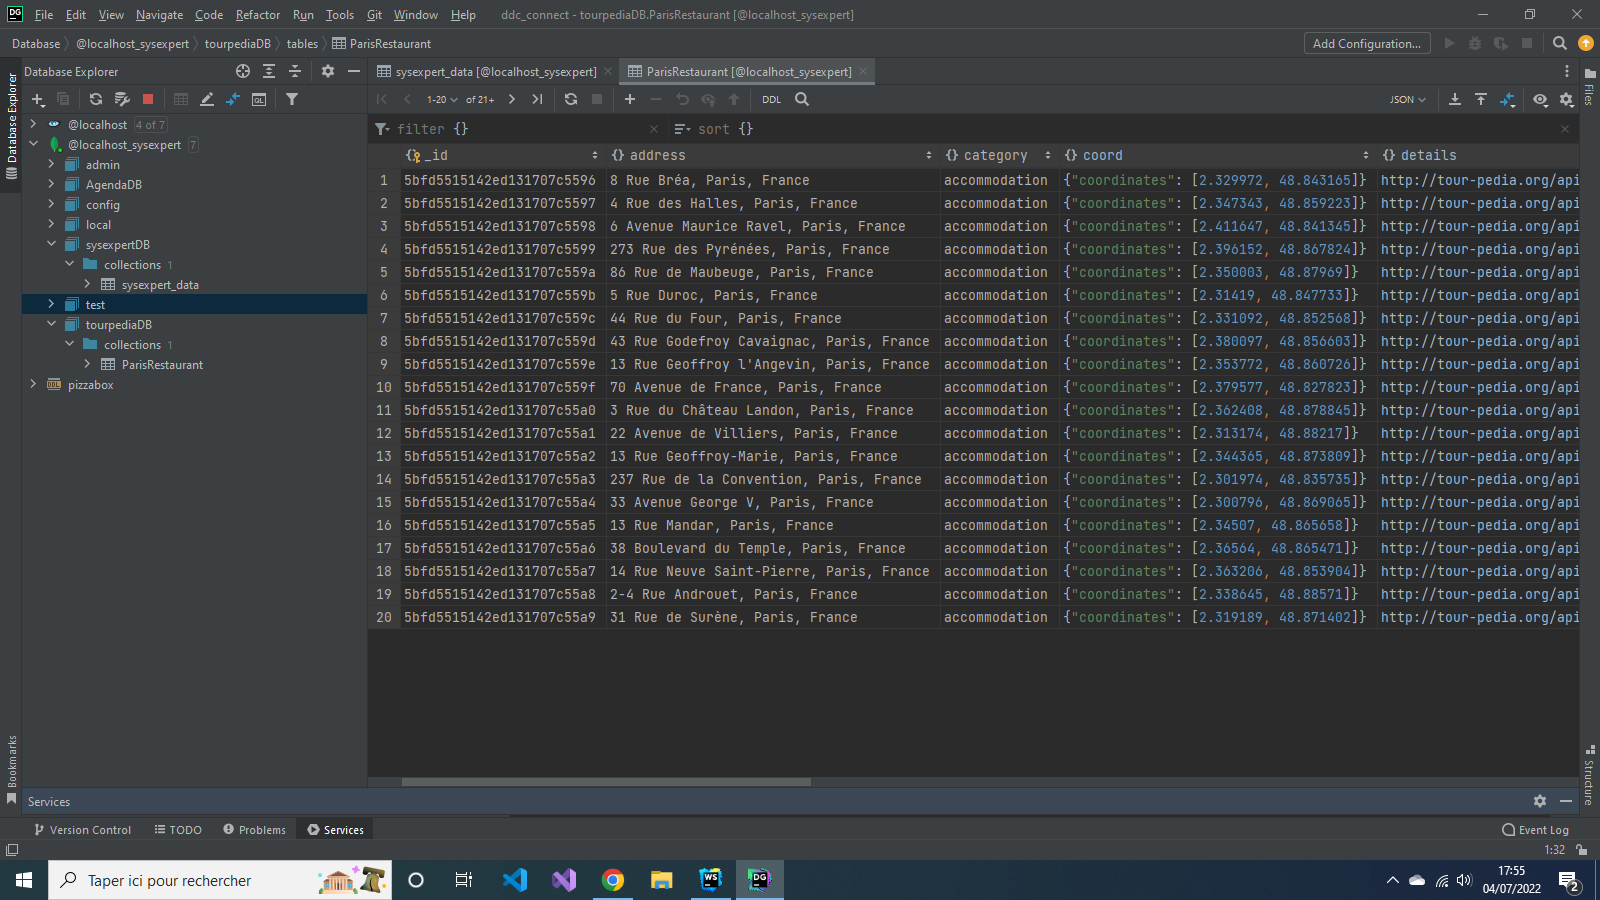 DG File Edit View Navigate Code Refactor Run Tools Git Window Help ddc_connect - tourpediaDB.ParisRestaurant [@localhost_sysexpert]
Database @localhost_sysexpert tourpediaDB tables ParisRestaurant Add Configuration...
Database Explorer
sysexpert_data [@localhost_sysexpert] ParisRestaurant [@localhost_sysexpert]
1-20 of 21+ DDL JSON
filter {} sort {}
Database Explorer
Bookmarks
Files
Structure
@localhost 4 of 7
@localhost_sysexpert 7
admin
AgendaDB
config
local
sysexpertDB
collections 1
sysexpert_data
test
tourpediaDB
collections 1
ParisRestaurant
pizzabox
_id address category coord details
1 5bfd5515142ed131707c5596 8 Rue Bréa, Paris, France accommodation {"coordinates": [2.329972, 48.843165]} http://tour-pedia.org/api
2 5bfd5515142ed131707c5597 4 Rue des Halles, Paris, France accommodation {"coordinates": [2.347343, 48.859223]} http://tour-pedia.org/api
3 5bfd5515142ed131707c5598 6 Avenue Maurice Ravel, Paris, France accommodation {"coordinates": [2.411647, 48.841345]} http://tour-pedia.org/api
4 5bfd5515142ed131707c5599 273 Rue des Pyrénées, Paris, France accommodation {"coordinates": [2.396152, 48.867824]} http://tour-pedia.org/api
5 5bfd5515142ed131707c559a 86 Rue de Maubeuge, Paris, France accommodation {"coordinates": [2.350003, 48.87969]} http://tour-pedia.org/api
6 5bfd5515142ed131707c559b 5 Rue Duroc, Paris, France accommodation {"coordinates": [2.31419, 48.847733]} http://tour-pedia.org/api
7 5bfd5515142ed131707c559c 44 Rue du Four, Paris, France accommodation {"coordinates": [2.331092, 48.852568]} http://tour-pedia.org/api
8 5bfd5515142ed131707c559d 43 Rue Godefroy Cavaignac, Paris, France accommodation {"coordinates": [2.380097, 48.856603]} http://tour-pedia.org/api
9 5bfd5515142ed131707c559e 13 Rue Geoffroy l'Angevin, Paris, France accommodation {"coordinates": [2.353772, 48.860726]} http://tour-pedia.org/api
10 5bfd5515142ed131707c559f 70 Avenue de France, Paris, France accommodation {"coordinates": [2.379577, 48.827823]} http://tour-pedia.org/api
11 5bfd5515142ed131707c55a0 3 Rue du Château Landon, Paris, France accommodation {"coordinates": [2.362408, 48.878845]} http://tour-pedia.org/api
12 5bfd5515142ed131707c55a1 22 Avenue de Villiers, Paris, France accommodation {"coordinates": [2.313174, 48.88217]} http://tour-pedia.org/api
13 5bfd5515142ed131707c55a2 13 Rue Geoffroy-Marie, Paris, France accommodation {"coordinates": [2.344365, 48.873809]} http://tour-pedia.org/api
14 5bfd5515142ed131707c55a3 237 Rue de la Convention, Paris, France accommodation {"coordinates": [2.301974, 48.835735]} http://tour-pedia.org/api
15 5bfd5515142ed131707c55a4 33 Avenue George V, Paris, France accommodation {"coordinates": [2.300796, 48.869065]} http://tour-pedia.org/api
16 5bfd5515142ed131707c55a5 13 Rue Mandar, Paris, France accommodation {"coordinates": [2.34507, 48.865658]} http://tour-pedia.org/api
17 5bfd5515142ed131707c55a6 38 Boulevard du Temple, Paris, France accommodation {"coordinates": [2.36564, 48.865471]} http://tour-pedia.org/api
18 5bfd5515142ed131707c55a7 14 Rue Neuve Saint-Pierre, Paris, France accommodation {"coordinates": [2.363206, 48.853904]} http://tour-pedia.org/api
19 5bfd5515142ed131707c55a8 2-4 Rue Androuet, Paris, France accommodation {"coordinates": [2.338645, 48.88571]} http://tour-pedia.org/api
20 5bfd5515142ed131707c55a9 31 Rue de Surène, Paris, France accommodation {"coordinates": [2.319189, 48.871402]} http://tour-pedia.org/api
Services
Version Control TODO Problems Services Event Log
1:32
Taper ici pour rechercher
WS DG
17:55
04/07/2022
2